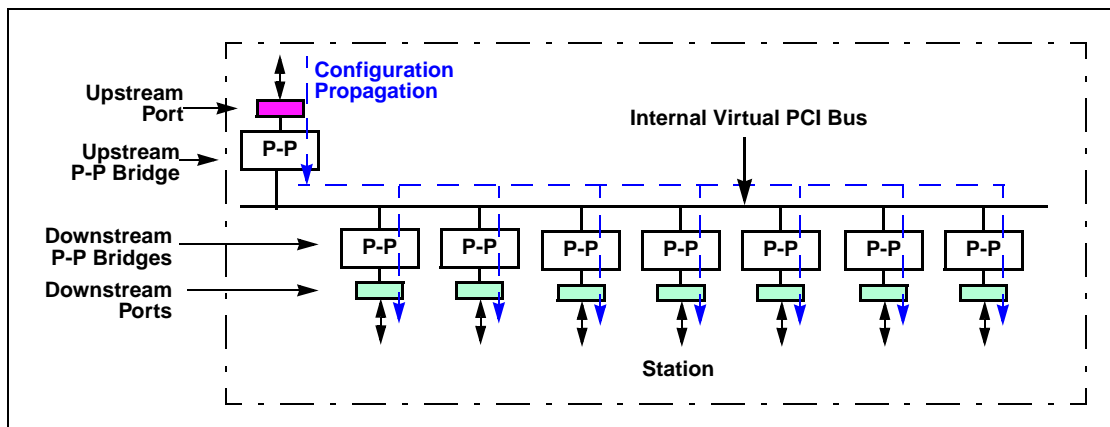 Configuration
Propagation
Upstream
Port
Internal Virtual PCI Bus
P-P
Upstream
P-P Bridge
Downstream
P-P Bridges
P-P P-P P-P P-P P-P P-P P-P
Downstream
Ports
Station